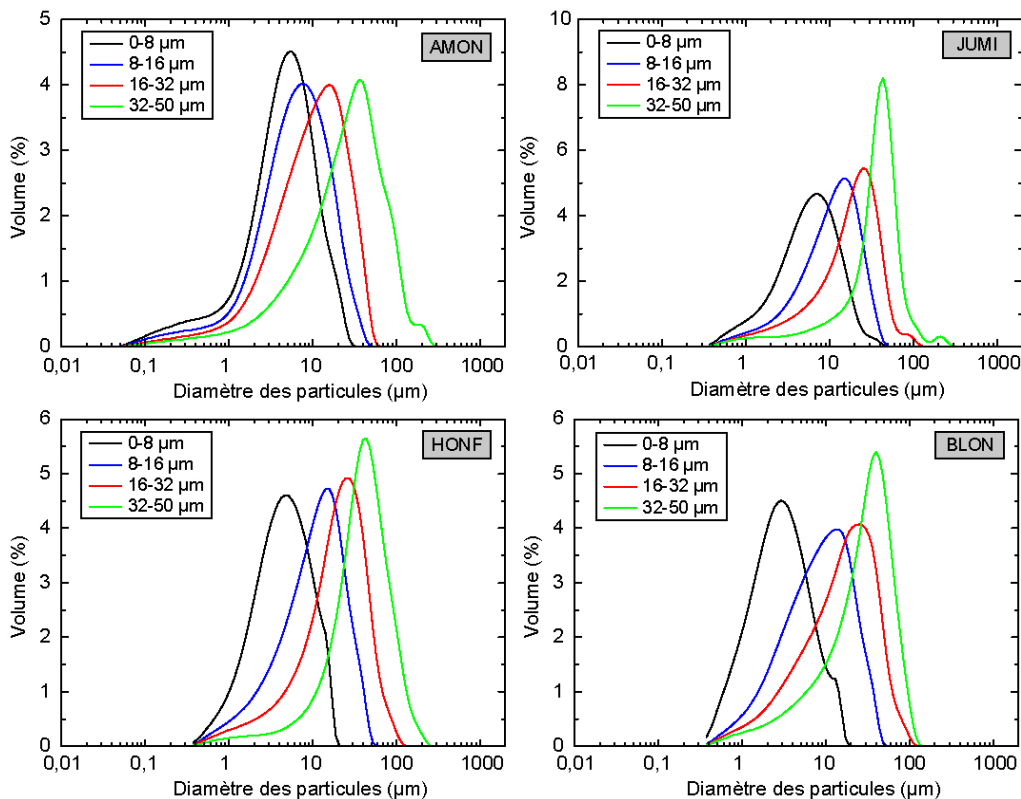 AMON
0-8 µm
8-16 µm
16-32 µm
32-50 µm
Volume (%)
5
4
3
2
1
0
0,01 0,1 1 10 100 1000
Diamètre des particules (µm)
JUMI
0-8 µm
8-16 µm
16-32 µm
32-50 µm
Volume (%)
10
8
6
4
2
0
0,01 0,1 1 10 100 1000
Diamètre des particules (µm)
HONF
0-8 µm
8-16 µm
16-32 µm
32-50 µm
Volume (%)
6
5
4
3
2
1
0
0,01 0,1 1 10 100 1000
Diamètre des particules (µm)
BLON
0-8 µm
8-16 µm
16-32 µm
32-50 µm
Volume (%)
6
5
4
3
2
1
0
0,01 0,1 1 10 100 1000
Diamètre des particules (µm)